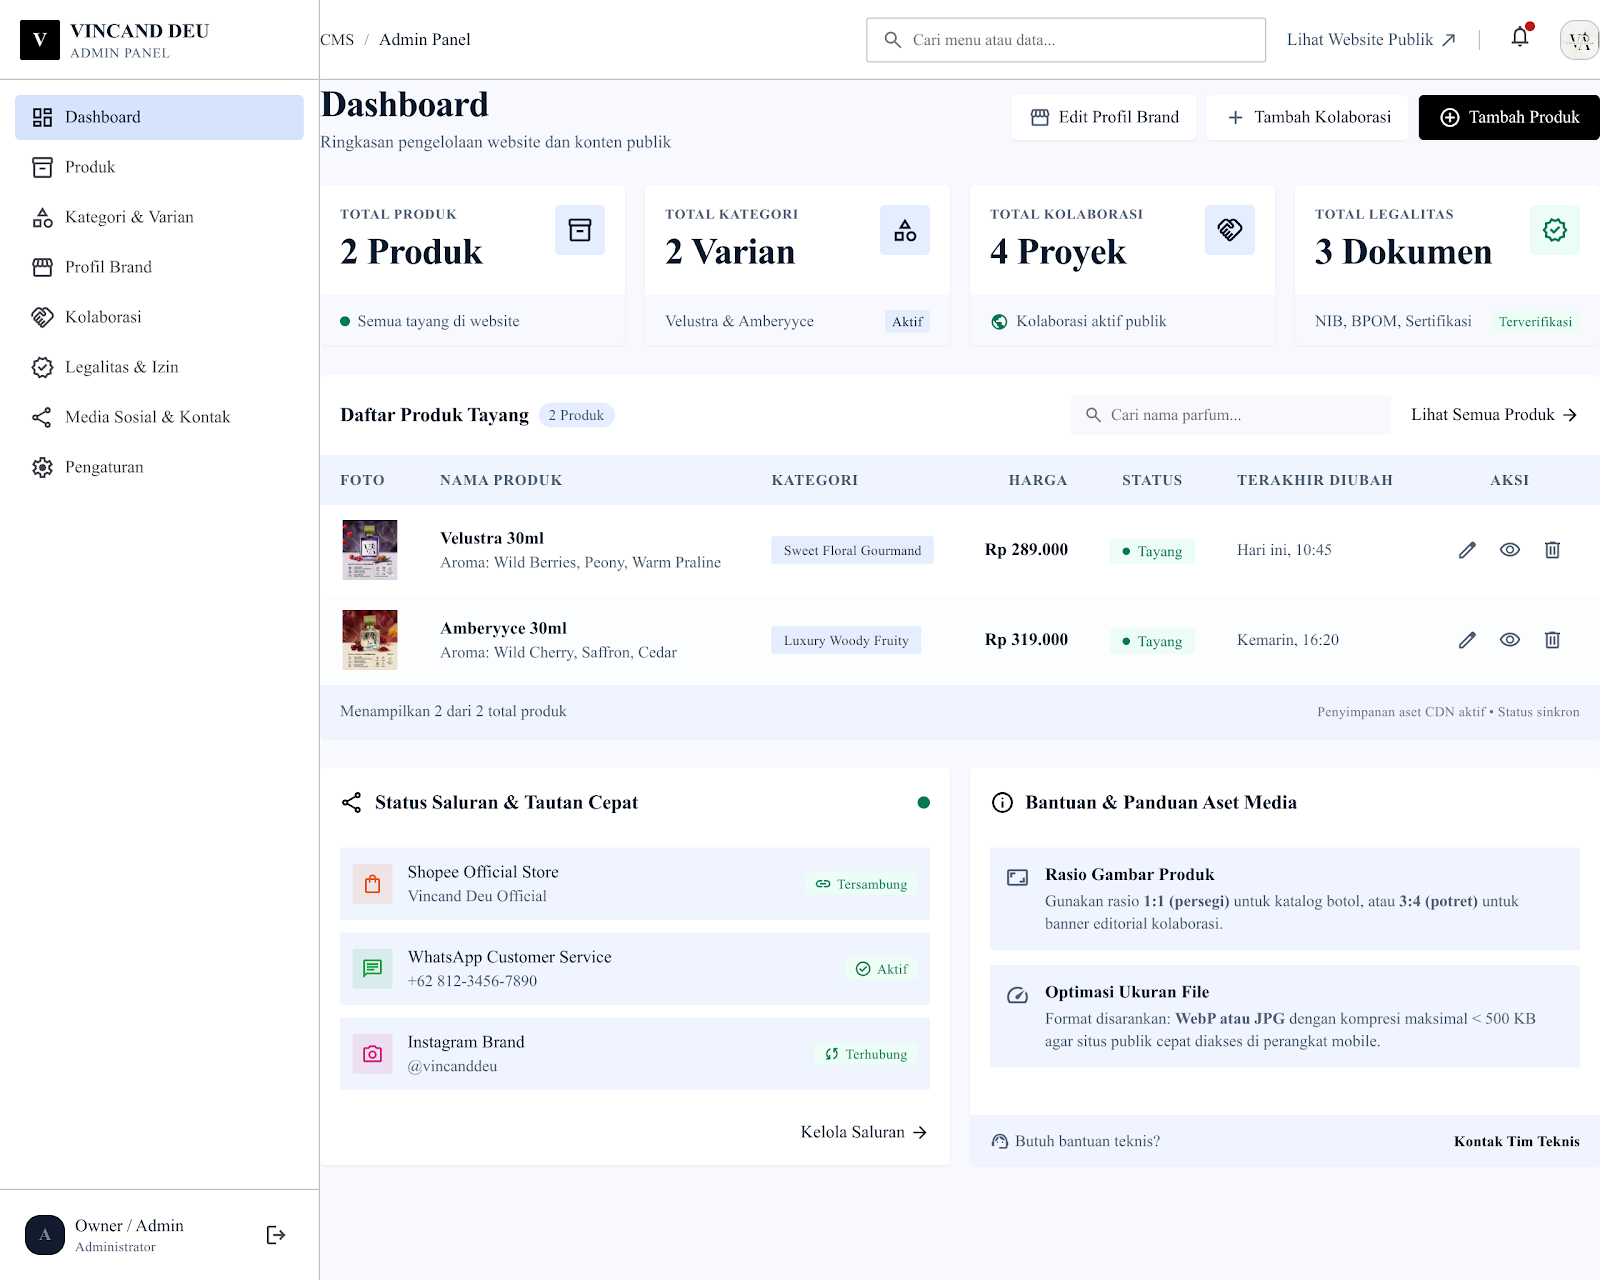 V
VINCAND DEU
ADMIN PANEL
CMS / Admin Panel
Cari menu atau data...
Lihat Website Publik
Dashboard
Produk
Kategori & Varian
Profil Brand
Kolaborasi
Legalitas & Izin
Media Sosial & Kontak
Pengaturan
Owner / Admin
Administrator
A
Dashboard
Ringkasan pengelolaan website dan konten publik
Edit Profil Brand
Tambah Kolaborasi
Tambah Produk
TOTAL PRODUK
2 Produk
Semua tayang di website
TOTAL KATEGORI
2 Varian
Velustra & Amberyyce
Aktif
TOTAL KOLABORASI
4 Proyek
Kolaborasi aktif publik
TOTAL LEGALITAS
3 Dokumen
NIB, BPOM, Sertifikasi
Terverifikasi
Daftar Produk Tayang
2 Produk
Cari nama parfum...
Lihat Semua Produk
FOTO NAMA PRODUK KATEGORI HARGA STATUS TERAKHIR DIUBAH AKSI
Velustra 30ml
Aroma: Wild Berries, Peony, Warm Praline
Sweet Floral Gourmand
Rp 289.000
Tayang
Hari ini, 10:45
Amberyyce 30ml
Aroma: Wild Cherry, Saffron, Cedar
Luxury Woody Fruity
Rp 319.000
Tayang
Kemarin, 16:20
Menampilkan 2 dari 2 total produk
Penyimpanan aset CDN aktif • Status sinkron
Status Saluran & Tautan Cepat
Shopee Official Store
Vincand Deu Official
Tersambung
WhatsApp Customer Service
+62 812-3456-7890
Aktif
Instagram Brand
@vincanddeu
Terhubung
Kelola Saluran
Bantuan & Panduan Aset Media
Rasio Gambar Produk
Gunakan rasio 1:1 (persegi) untuk katalog botol, atau 3:4 (potret) untuk
banner editorial kolaborasi.
Optimasi Ukuran File
Format disarankan: WebP atau JPG dengan kompresi maksimal < 500 KB
agar situs publik cepat diakses di perangkat mobile.
Butuh bantuan teknis?
Kontak Tim Teknis